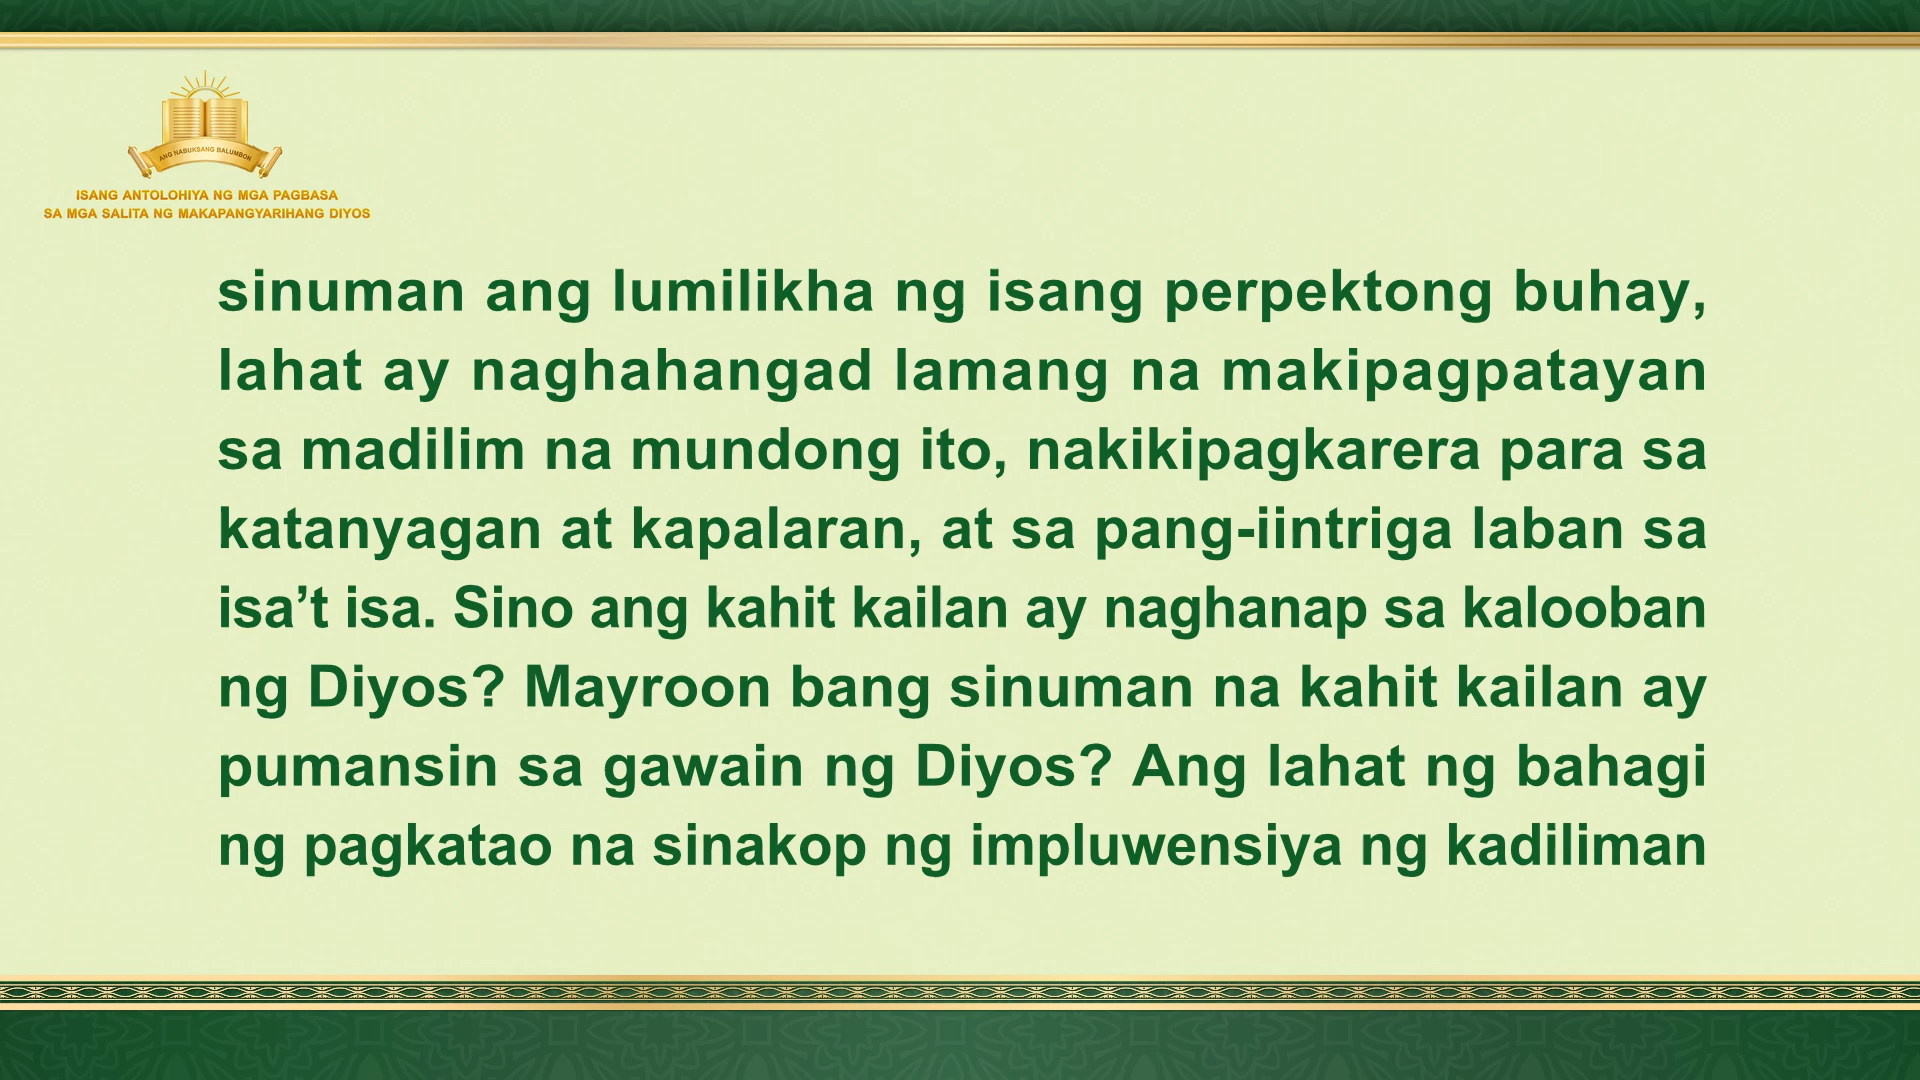 ANG NABUKSANG BALUMBON
ISANG ANTOLOHIYA NG MGA PAGBASA
SA MGA SALITA NG MAKAPANGYARIHANG DIYOS
sinuman ang lumilikha ng isang perpektong buhay,
lahat ay naghahangad lamang na makipagpatayan
sa madilim na mundong ito, nakikipagkarera para sa
katanyagan at kapalaran, at sa pang-iintriga laban sa
isa’t isa. Sino ang kahit kailan ay naghanap sa kalooban
ng Diyos? Mayroon bang sinuman na kahit kailan ay
pumansin sa gawain ng Diyos? Ang lahat ng bahagi
ng pagkatao na sinakop ng impluwensiya ng kadiliman